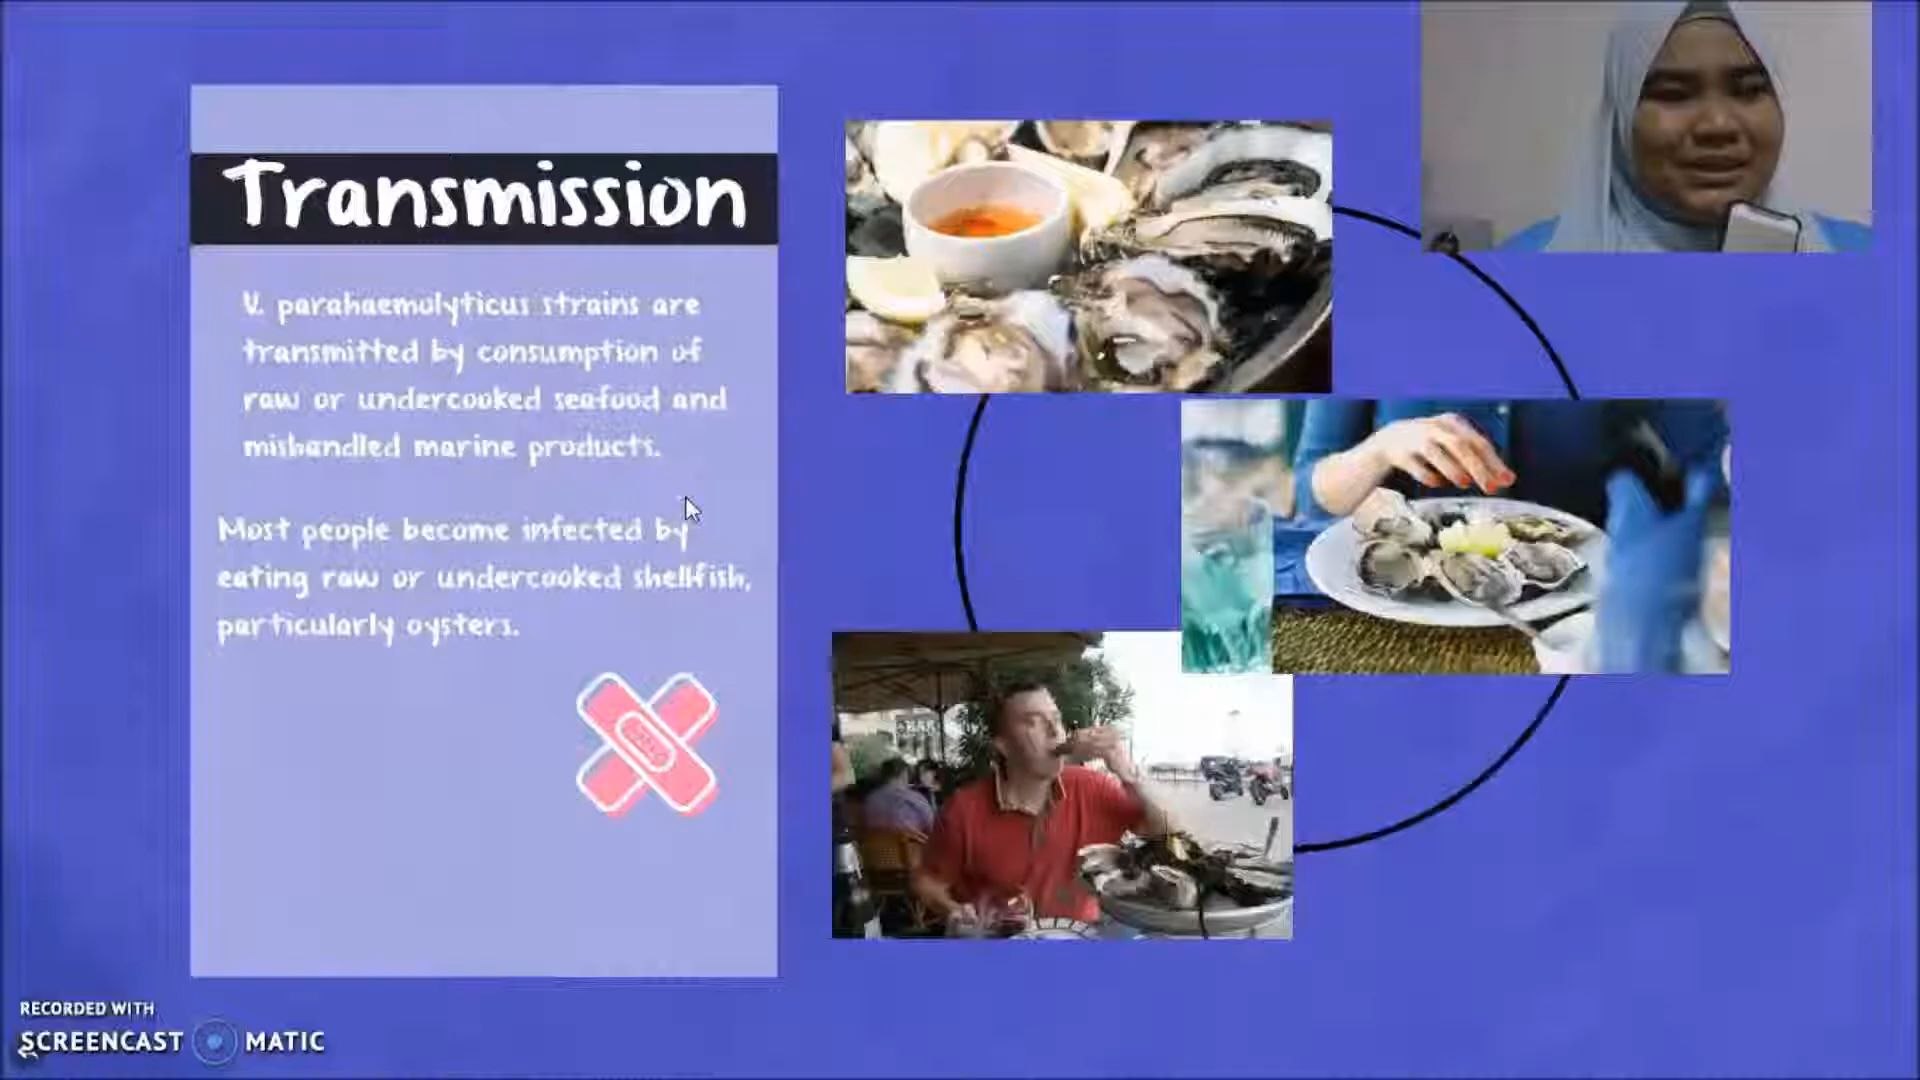 Transmission
V. parahaemolyticus strains are
transmitted by consumption of
raw or undercooked seafood and
mishandled marine products.
Most people become infected by
eating raw or undercooked shellfish,
particularly oysters.
RECORDED WITH
SCREENCAST MATIC